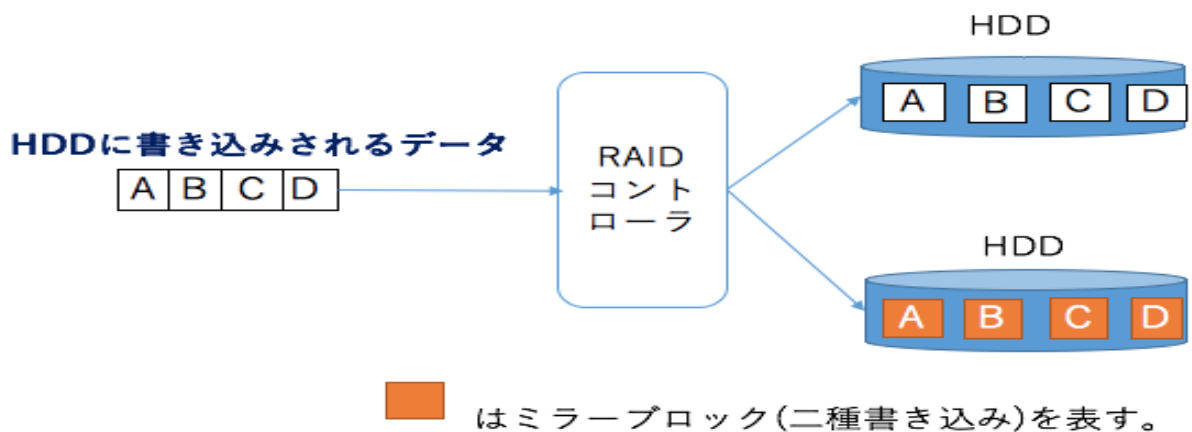 HDD
A B C D
HDDに書き込みされるデータ
A B C D
RAID
コント
ローラ
HDD
A B C D
はミラーブロック(二種書き込み)を表す。